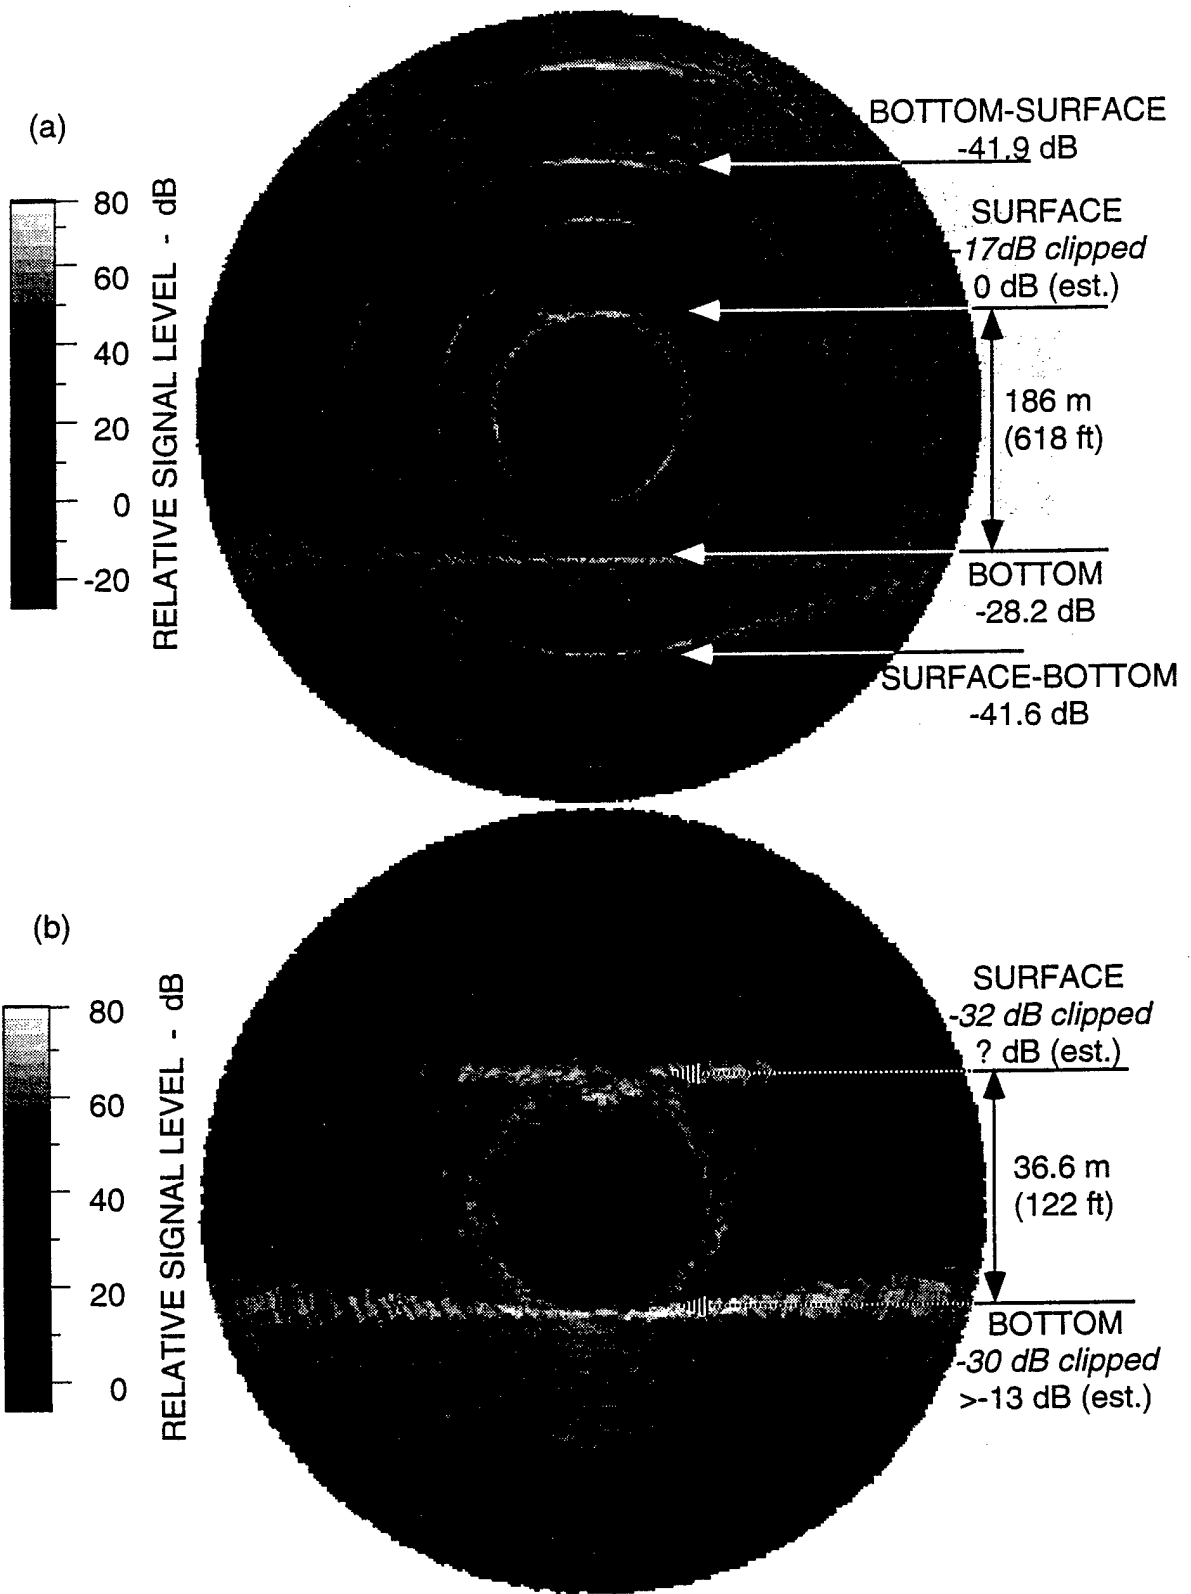 (a)
80
60
40
20
0
-20
RELATIVE SIGNAL LEVEL - dB
BOTTOM-SURFACE
-41.9 dB
SURFACE
-17dB clipped
0 dB (est.)
186 m
(618 ft)
BOTTOM
-28.2 dB
SURFACE-BOTTOM
-41.6 dB
(b)
80
60
40
20
0
RELATIVE SIGNAL LEVEL - dB
SURFACE
-32 dB clipped
? dB (est.)
36.6 m
(122 ft)
BOTTOM
-30 dB clipped
>-13 dB (est.)